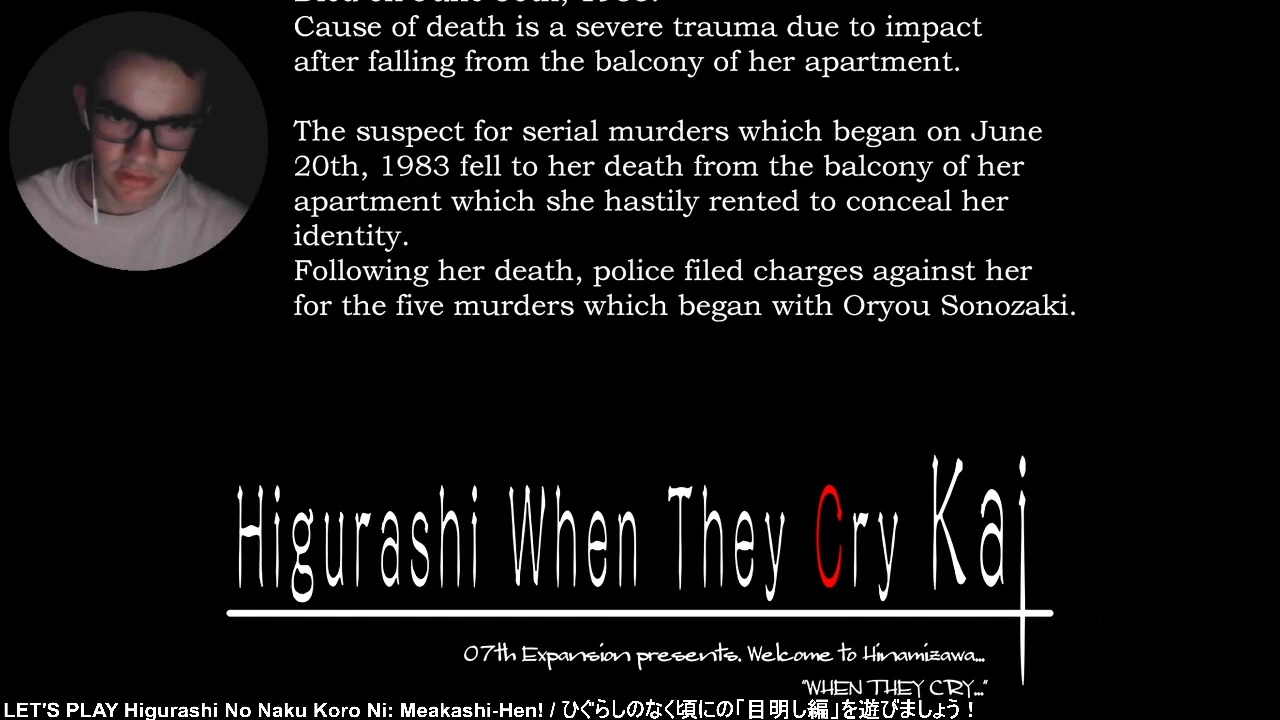 Cause of death is a severe trauma due to impact
after falling from the balcony of her apartment.
The suspect for serial murders which began on June
20th, 1983 fell to her death from the balcony of her
apartment which she hastily rented to conceal her
identity.
Following her death, police filed charges against her
for the five murders which began with Oryou Sonozaki.
Higurashi When They Cry Kai
07th Expansion presents. Welcome to Hinamizawa...
"WHEN THEY CRY..."
LET'S PLAY Higurashi No Naku Koro Ni: Meakashi-Hen! / ひぐらしのなく頃にの「目明し編」を遊びましょう！